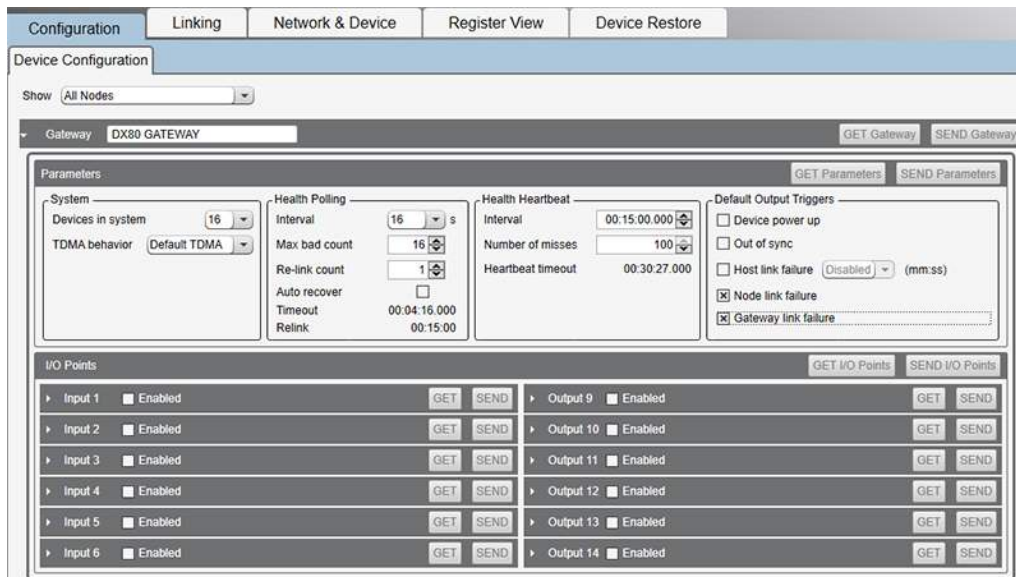 Configuration Linking Network & Device Register View Device Restore
Device Configuration
Show All Nodes
Gateway DX80 GATEWAY GET Gateway SEND Gateway
Parameters GET Parameters SEND Parameters
System
Devices in system 16
TDMA behavior Default TDMA
Health Polling
Interval 16 s
Max bad count 16
Re-link count 1
Auto recover
Timeout 00:04:16.000
Relink 00:15:00
Health Heartbeat
Interval 00:15:00.000
Number of misses 100
Heartbeat timeout 00:30:27.000
Default Output Triggers
Device power up
Out of sync
Host link failure Disabled (mm:ss)
Node link failure
Gateway link failure
I/O Points GET I/O Points SEND I/O Points
Input 1 Enabled GET SEND Output 9 Enabled GET SEND
Input 2 Enabled GET SEND Output 10 Enabled GET SEND
Input 3 Enabled GET SEND Output 11 Enabled GET SEND
Input 4 Enabled GET SEND Output 12 Enabled GET SEND
Input 5 Enabled GET SEND Output 13 Enabled GET SEND
Input 6 Enabled GET SEND Output 14 Enabled GET SEND